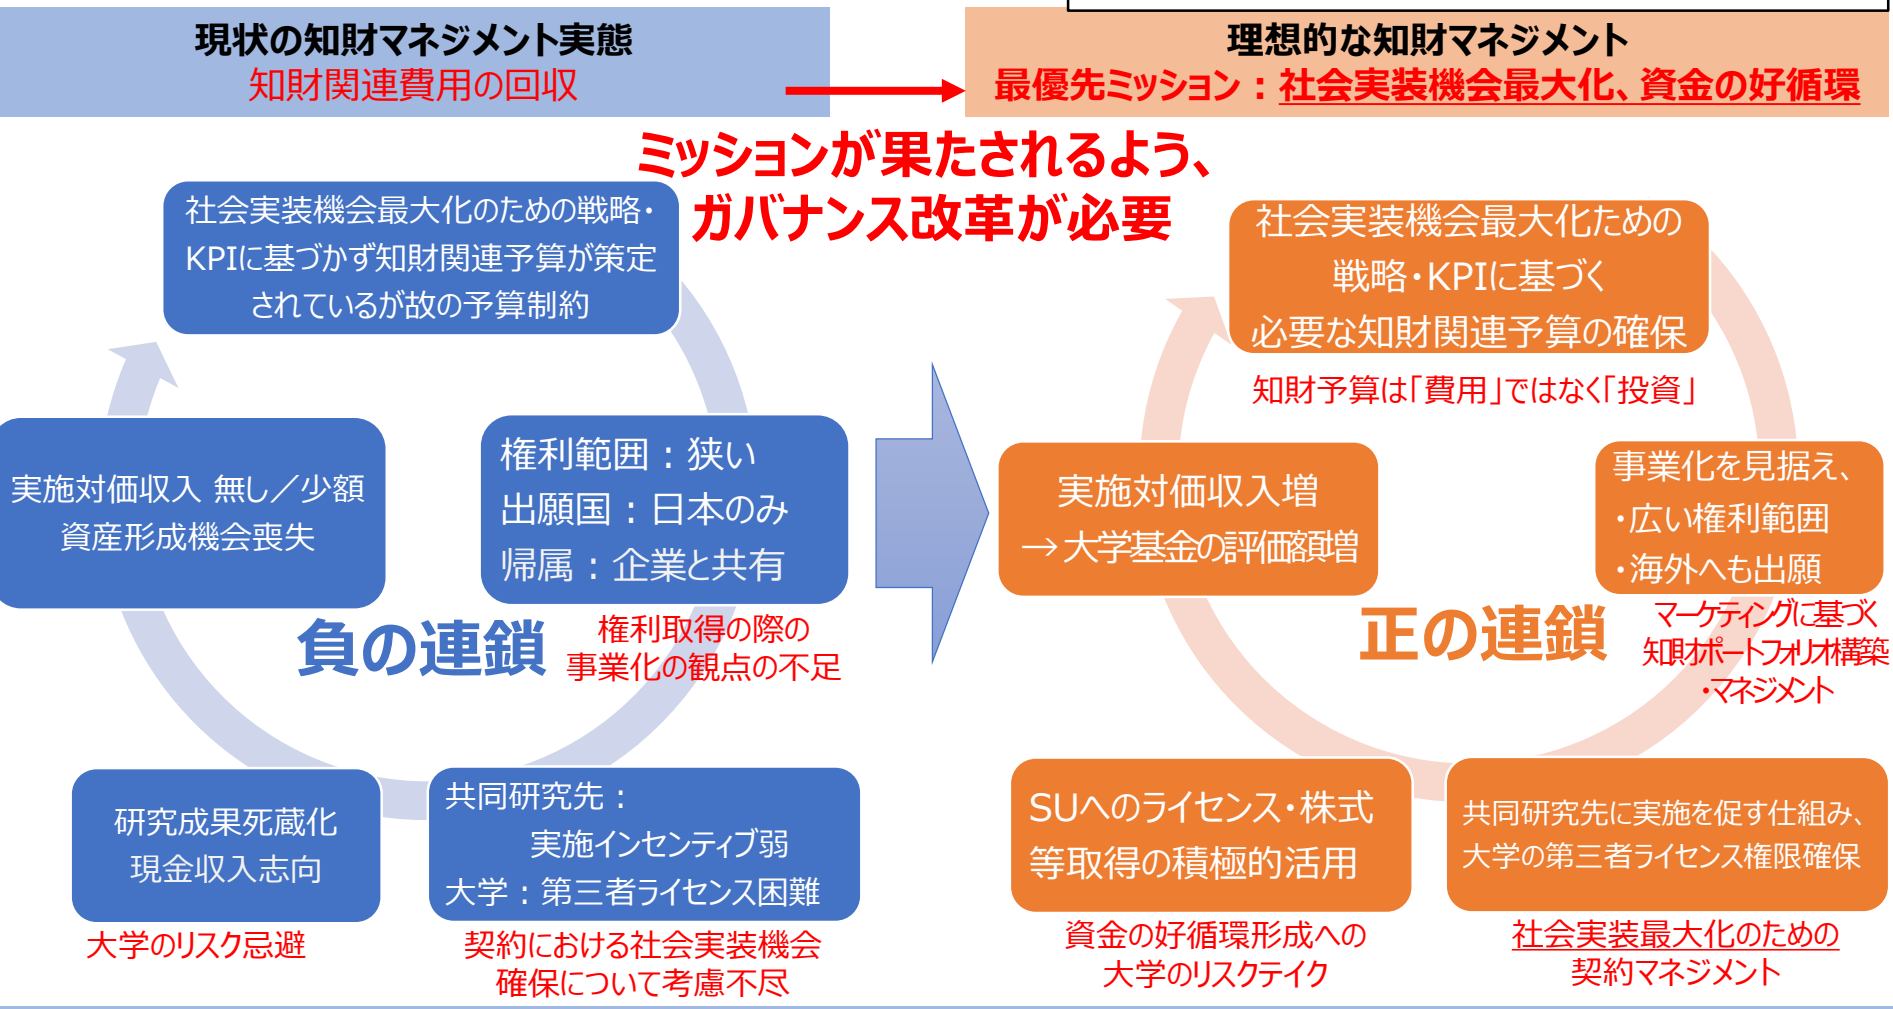 現状の知財マネジメント実態
知財関連費用の回収
理想的な知財マネジメント
最優先ミッション：社会実装機会最大化、資金の好循環
ミッションが果たされるよう、
ガバナンス改革が必要
社会実装機会最大化のための戦略・
KPIに基づかず知財関連予算が策定
されているが故の予算制約
権利範囲：狭い
出願国：日本のみ
帰属：企業と共有
権利取得の際の
事業化の観点の不足
共同研究先：
実施インセンティブ弱
大学：第三者ライセンス困難
契約における社会実装機会
確保について考慮不尽
研究成果死蔵化
現金収入志向
大学のリスク忌避
実施対価収入 無し／少額
資産形成機会喪失
負の連鎖
社会実装機会最大化ための
戦略・KPIに基づく
必要な知財関連予算の確保
知財予算は「費用」ではなく「投資」
事業化を見据え、
・広い権利範囲
・海外へも出願
マーケティングに基づく
知財ポートフォリオ構築
・マネジメント
共同研究先に実施を促す仕組み、
大学の第三者ライセンス権限確保
社会実装最大化のための
契約マネジメント
SUへのライセンス・株式
等取得の積極的活用
資金の好循環形成への
大学のリスクテイク
実施対価収入増
→大学基金の評価額増
正の連鎖